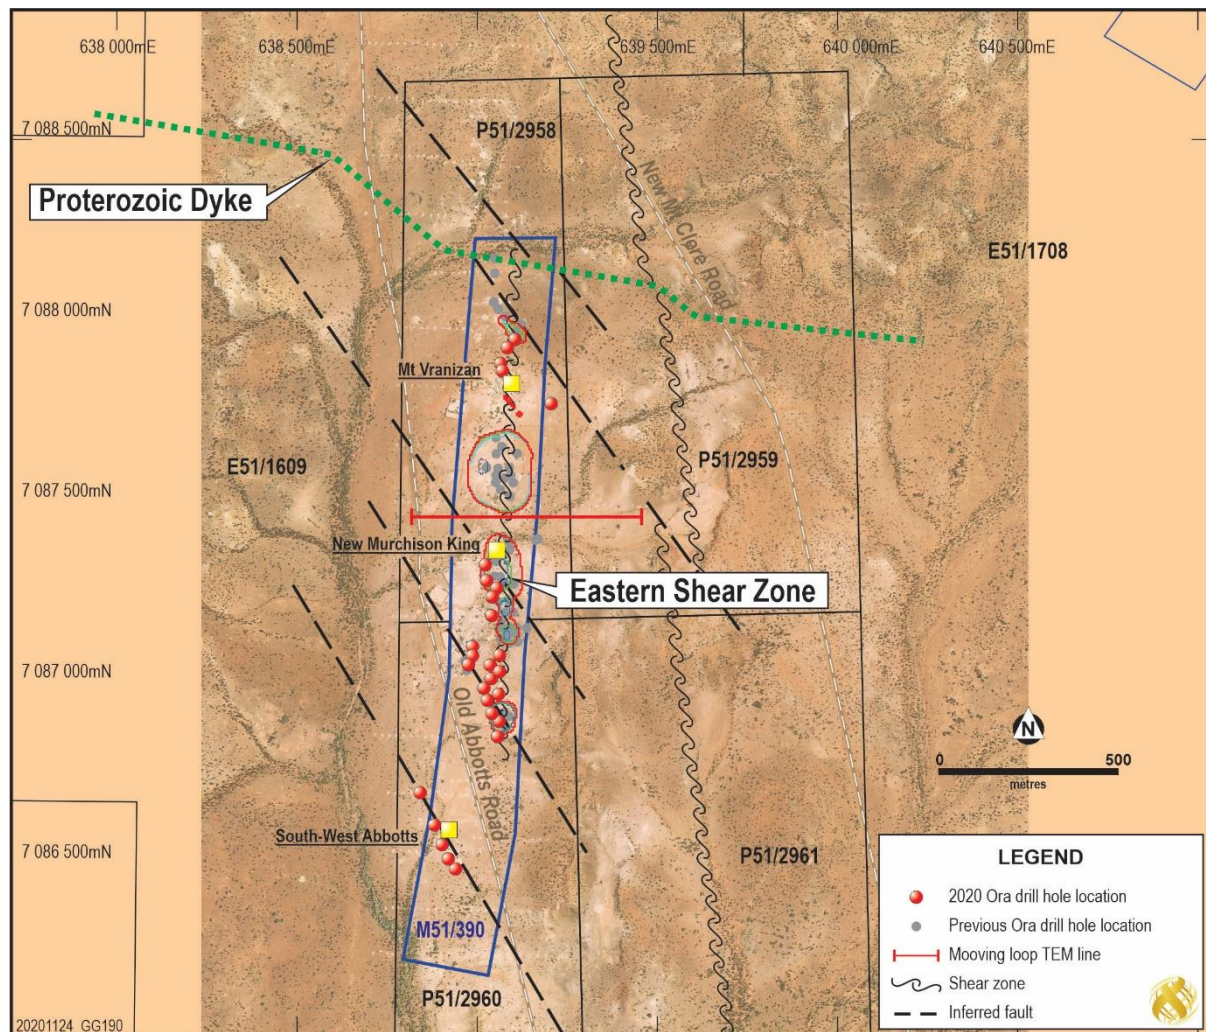 638 000mE
638 500mE
639 500mE
640 000mE
640 500mE
7 088 500mN
P51/2958
New Mt Clere Road
Proterozoic Dyke
E51/1708
7 088 000mN
Mt Vranizan
E51/1609
P51/2959
7 087 500mN
New Murchison King
Eastern Shear Zone
7 087 000mN
Old Abbotts Road
N
0
500
metres
South-West Abbotts
7 086 500mN
P51/2961
M51/390
P51/2960
LEGEND
2020 Ora drill hole location
Previous Ora drill hole location
Mooving loop TEM line
Shear zone
Inferred fault
20201124_GG190